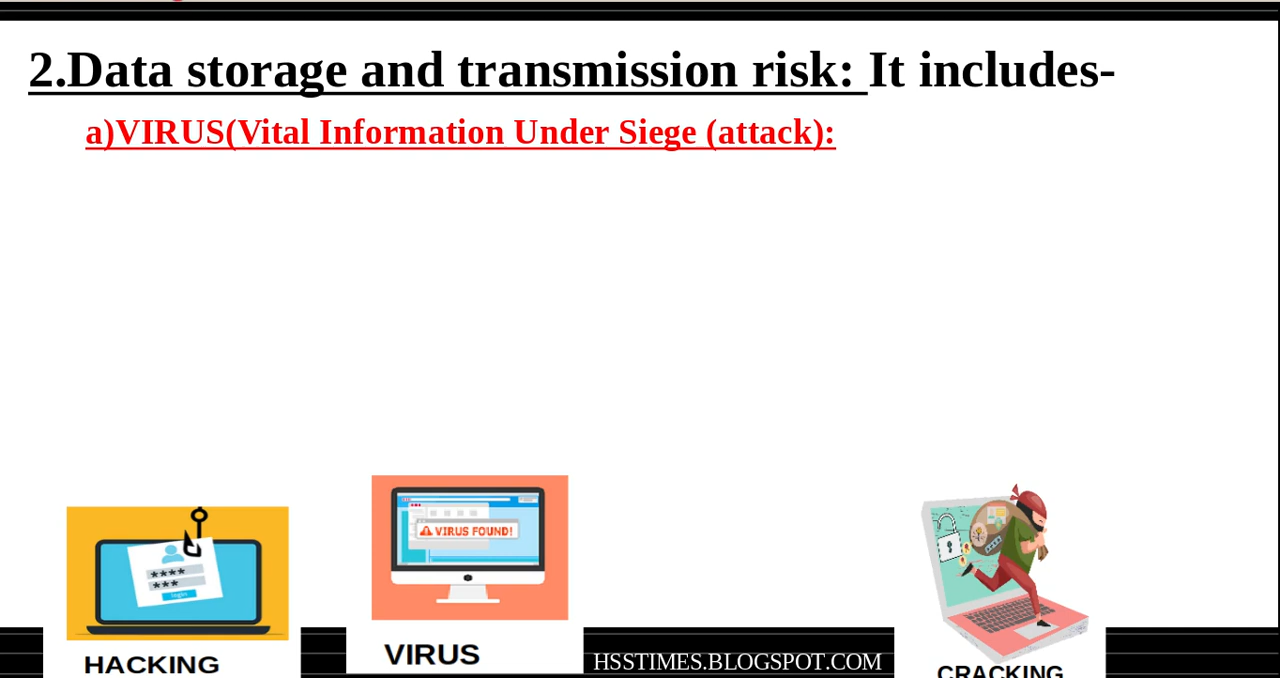 2.Data storage and transmission risk: It includes-
a)VIRUS(Vital Information Under Siege (attack):
VIRUS FOUND!
****
***
login
HACKING
VIRUS
HSSTIMES.BLOGSPOT.COM
CRACKING